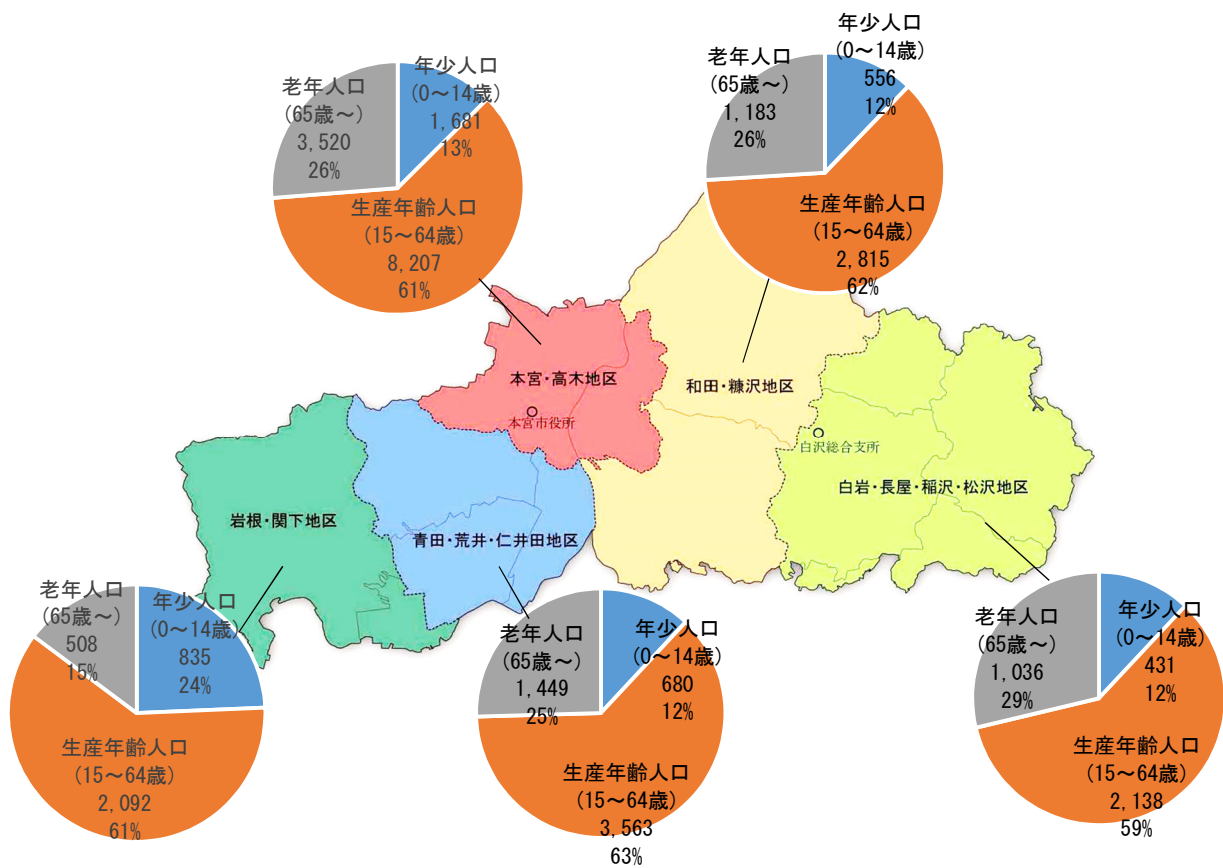 年少人口
(0～14歳)
1,681
13%
老年人口
(65歳～)
3,520
26%
生産年齢人口
(15～64歳)
8,207
61%
年少人口
(0～14歳)
556
12%
老年人口
(65歳～)
1,183
26%
生産年齢人口
(15～64歳)
2,815
62%
本宮・高木地区
本宮市役所
和田・糠沢地区
白沢総合支所
白岩・長屋・稲沢・松沢地区
岩根・関下地区
青田・荒井・仁井田地区
老年人口
(65歳～)
508
15%
年少人口
(0～14歳)
835
24%
生産年齢人口
(15～64歳)
2,092
61%
老年人口
(65歳～)
1,449
25%
年少人口
(0～14歳)
680
12%
生産年齢人口
(15～64歳)
3,563
63%
老年人口
(65歳～)
1,036
29%
年少人口
(0～14歳)
431
12%
生産年齢人口
(15～64歳)
2,138
59%